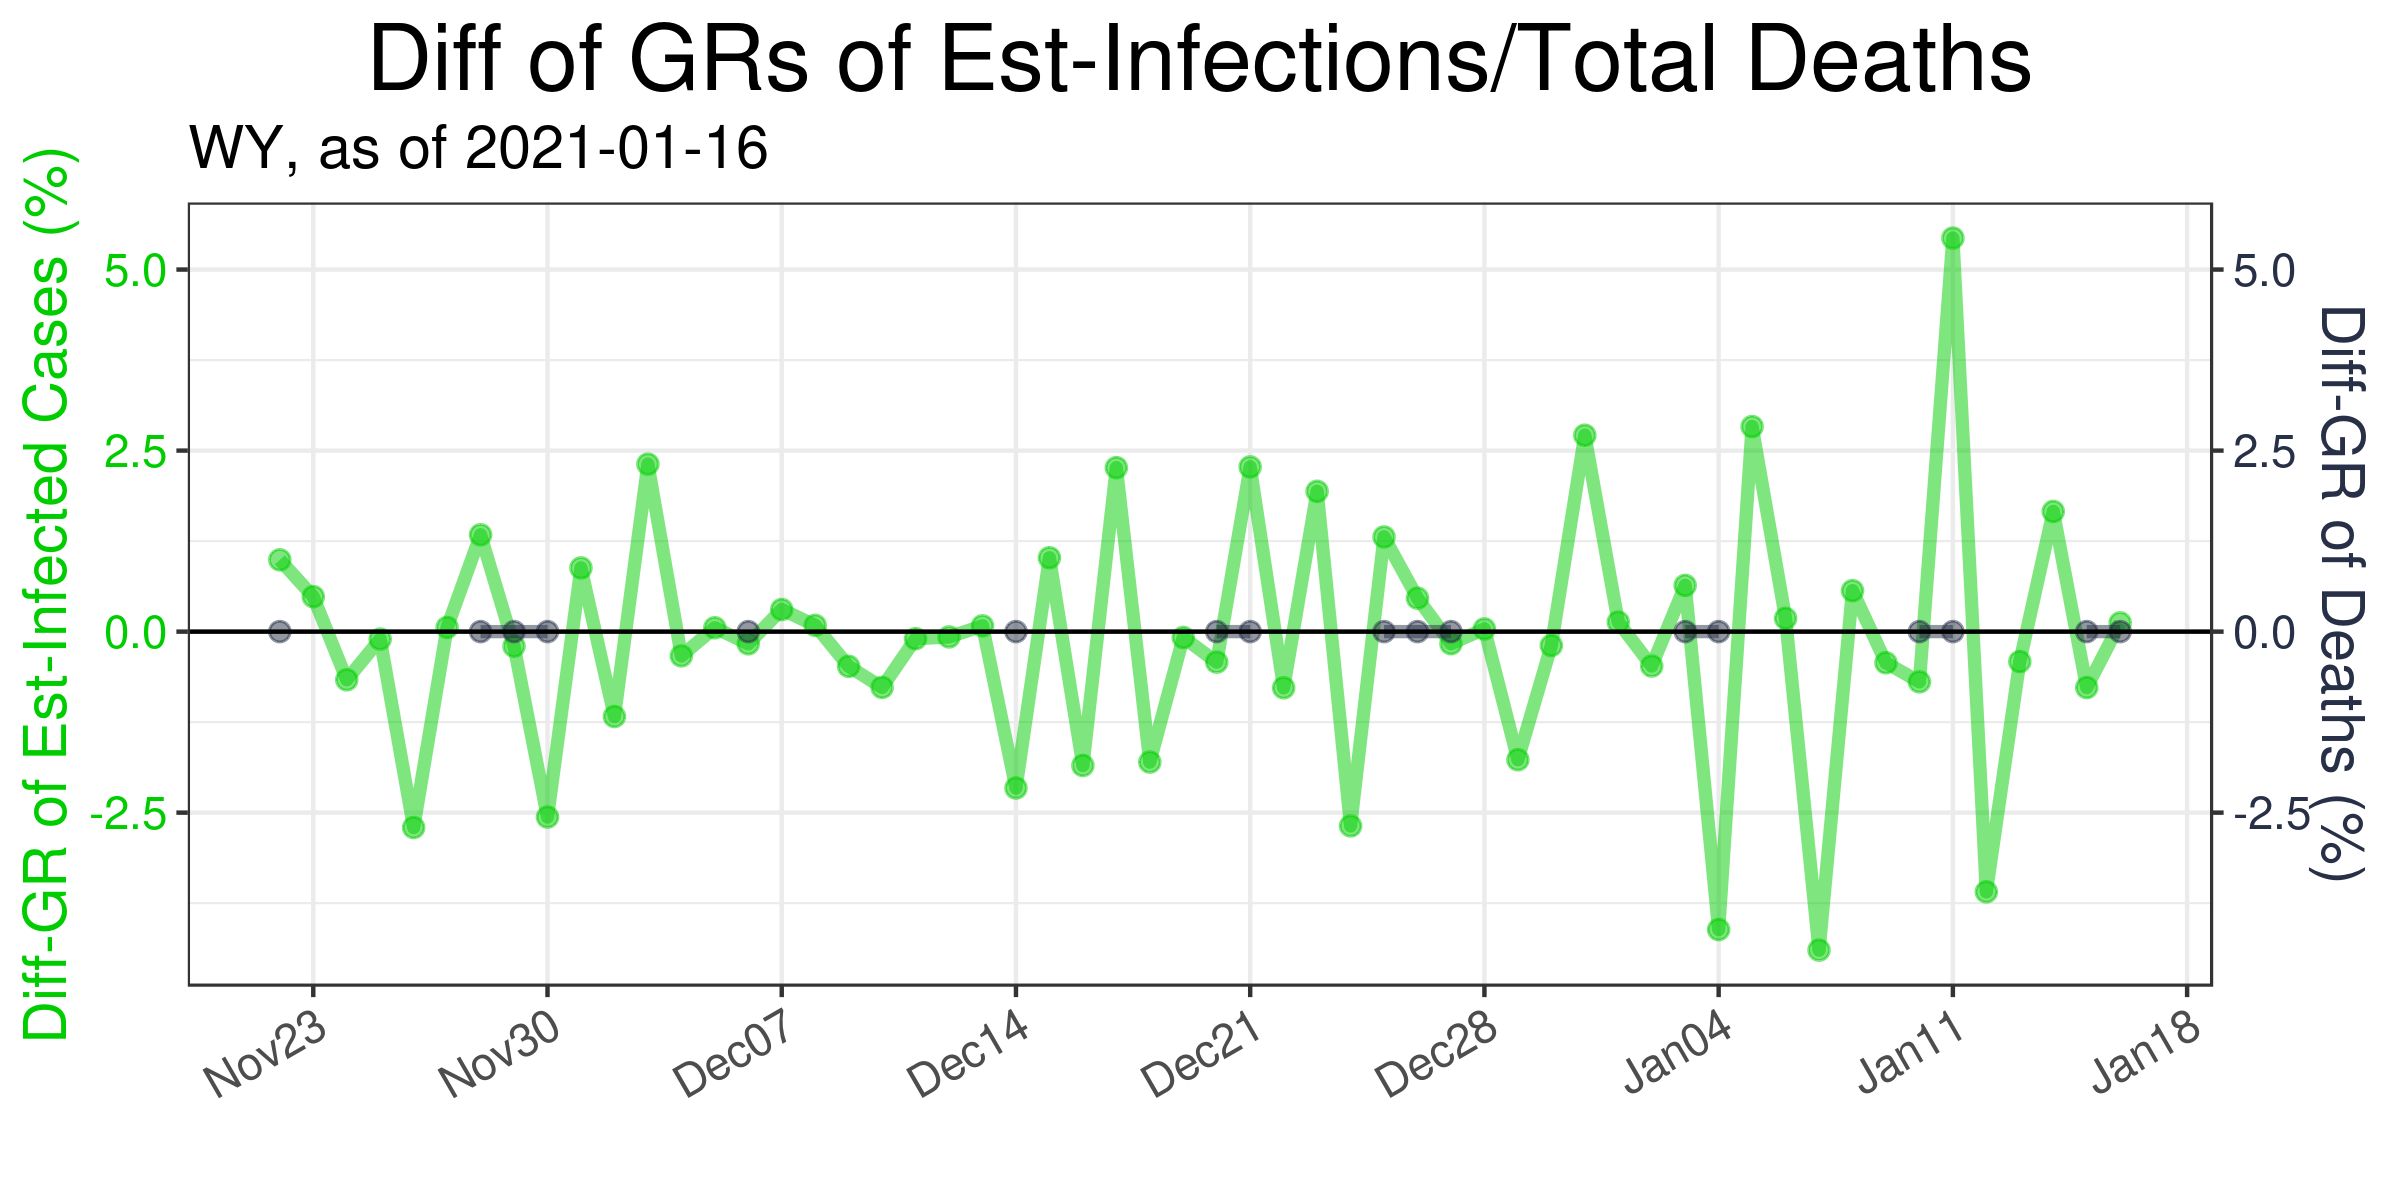 Diff of GRs of Est-Infections/Total Deaths
WY, as of 2021-01-16
Diff-GR of Est-Infected Cases (%)
5.0
2.5
0.0
-2.5
5.0
2.5
0.0
-2.5
Diff-GR of Deaths (%)
Nov23 Nov30 Dec07 Dec14 Dec21 Dec28 Jan04 Jan11 Jan18